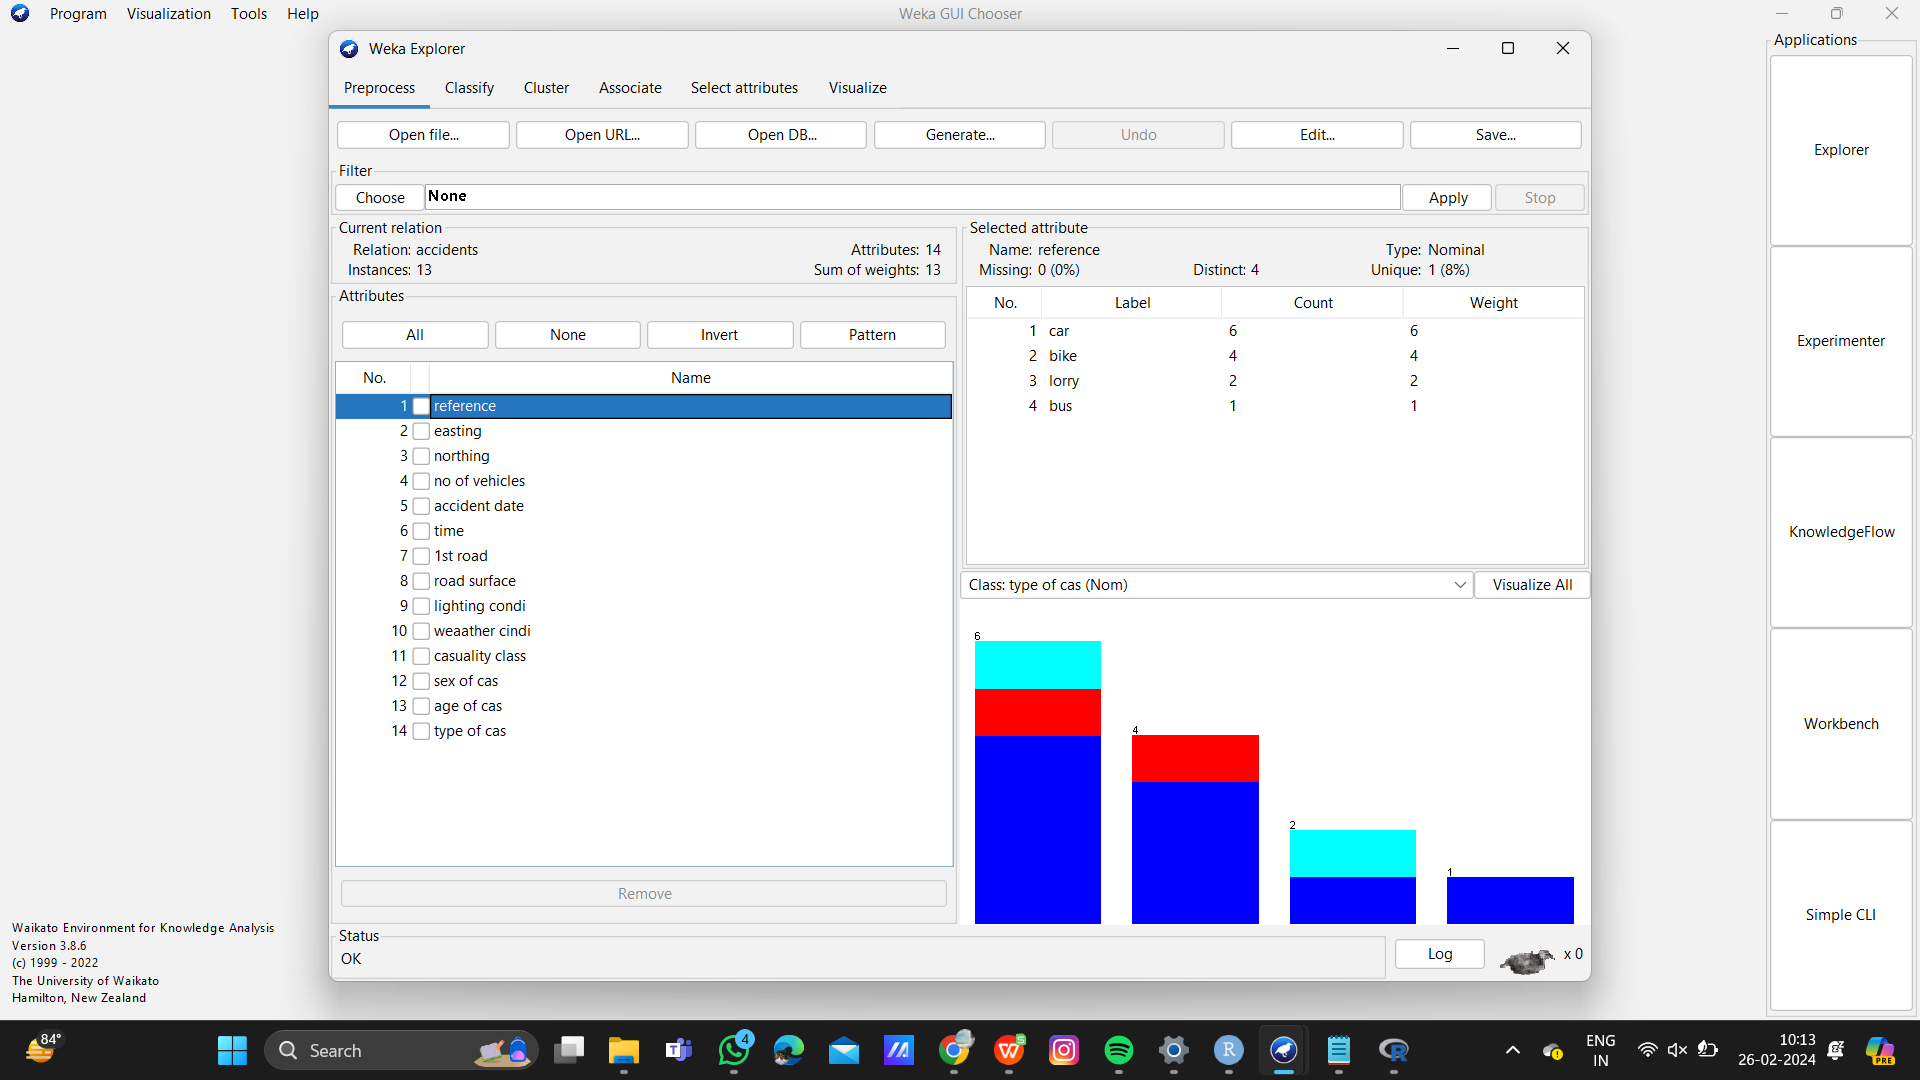 Program Visualization Tools Help
Weka GUI Chooser
Applications
Weka Explorer
Preprocess Classify Cluster Associate Select attributes Visualize
Open file... Open URL... Open DB... Generate... Undo Edit... Save...
Filter
Choose None Apply Stop
Current relation
Relation: accidents Attributes: 14
Instances: 13 Sum of weights: 13
Attributes
All None Invert Pattern
No. Name
1 reference
2 easting
3 northing
4 no of vehicles
5 accident date
6 time
7 1st road
8 road surface
9 lighting condi
10 weaather cindi
11 casuality class
12 sex of cas
13 age of cas
14 type of cas
Remove
Selected attribute
Name: reference Type: Nominal
Missing: 0 (0%) Distinct: 4 Unique: 1 (8%)
No. Label Count Weight
1 car 6 6
2 bike 4 4
3 lorry 2 2
4 bus 1 1
Class: type of cas (Nom) Visualize All
6
4
2
1
Status
OK
Log x 0
Explorer
Experimenter
KnowledgeFlow
Workbench
Simple CLI
Waikato Environment for Knowledge Analysis
Version 3.8.6
(c) 1999 - 2022
The University of Waikato
Hamilton, New Zealand
84°
Search
4
ENG
IN
10:13
26-02-2024
PRE